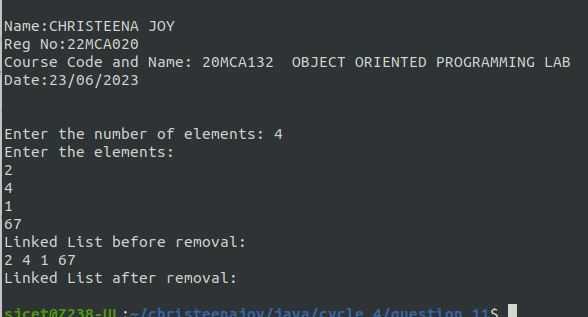 Name:CHRISTEENA JOY
Reg No:22MCA020
Course Code and Name: 20MCA132  OBJECT ORIENTED PROGRAMMING LAB
Date:23/06/2023
Enter the number of elements: 4
Enter the elements:
2
4
1
67
Linked List before removal:
2 4 1 67
Linked List after removal:
sjcet@Z238-UL:~/christeenajoy/java/cycle 4/question 11$